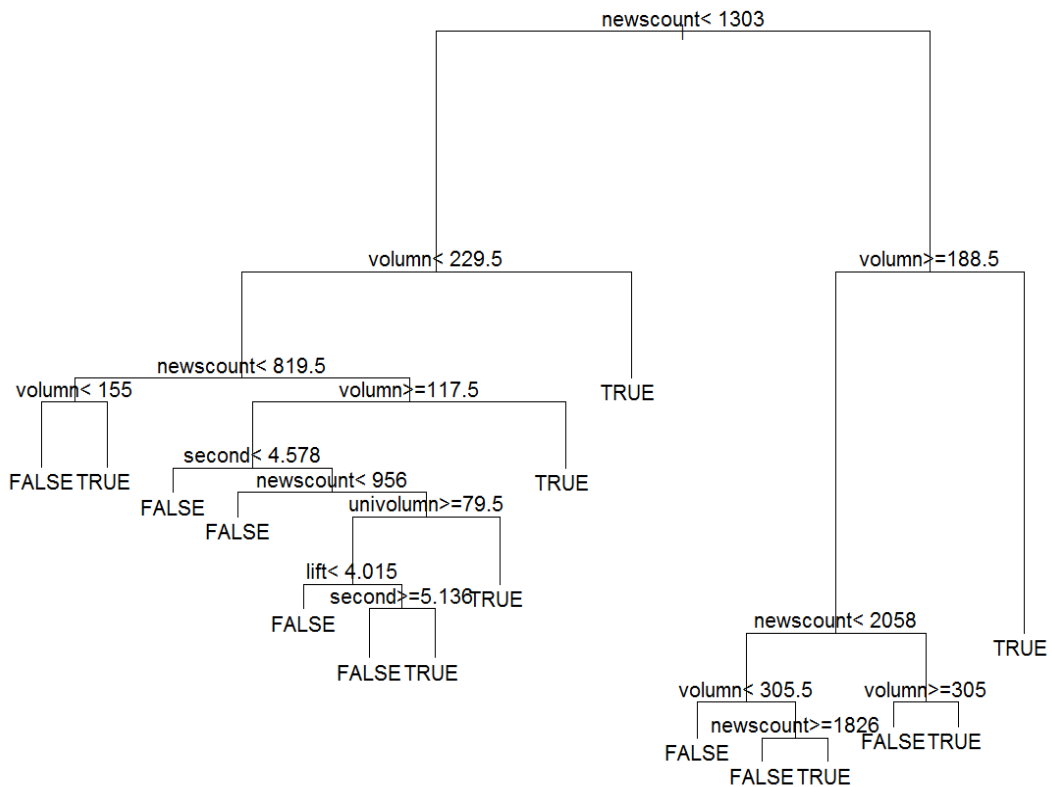 newscount< 1303
volumn< 229.5
volumn>=188.5
newscount< 819.5
volumn< 155
volumn>=117.5
TRUE
second< 4.578
FALSE TRUE
newscount< 956
TRUE
FALSE
univolumn>=79.5
FALSE
lift< 4.015
second>=5.136
TRUE
FALSE
newscount< 2058
TRUE
FALSE TRUE
volumn< 305.5
volumn>=305
newscount>=1826
FALSE TRUE
FALSE
FALSE TRUE